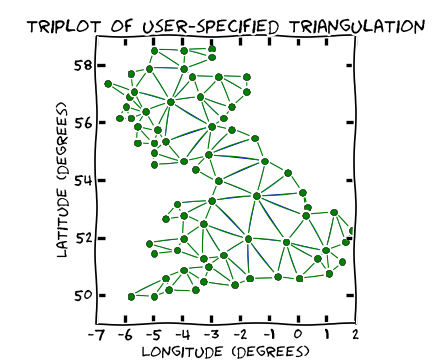 TRIPLOT OF USER-SPECIFIED TRIANGULATION
58
56
54
52
50
LATITUDE (DEGREES)
-7 -6 -5 -4 -3 -2 -1 0 1 2
LONGITUDE (DEGREES)